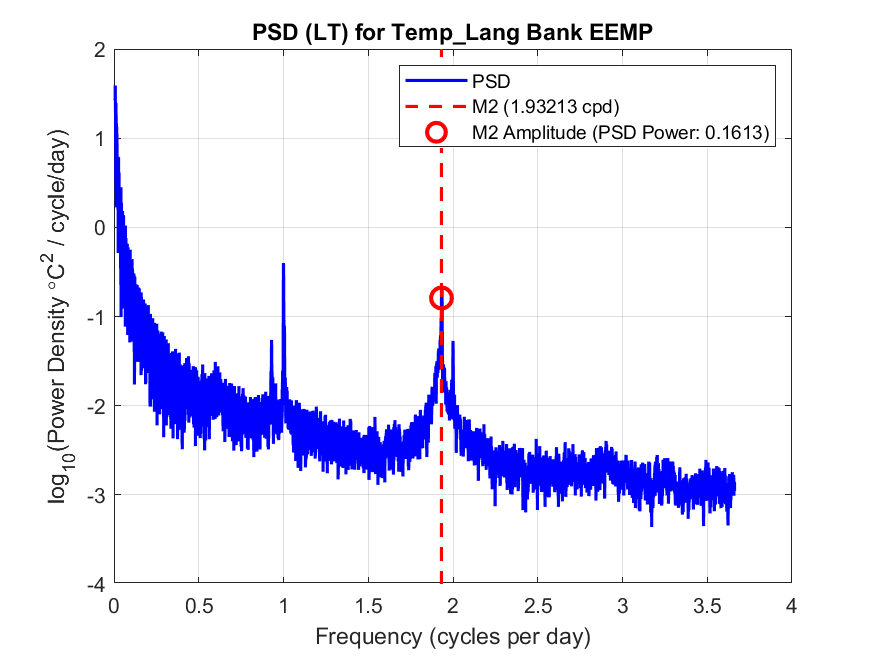 PSD (LT) for Temp_Lang Bank EEMP
PSD
M2 (1.93213 cpd)
M2 Amplitude (PSD Power: 0.1613)
log10(Power Density °C2 / cycle/day)
2
1
0
-1
-2
-3
-4
0
0.5
1
1.5
2
2.5
3
3.5
4
Frequency (cycles per day)